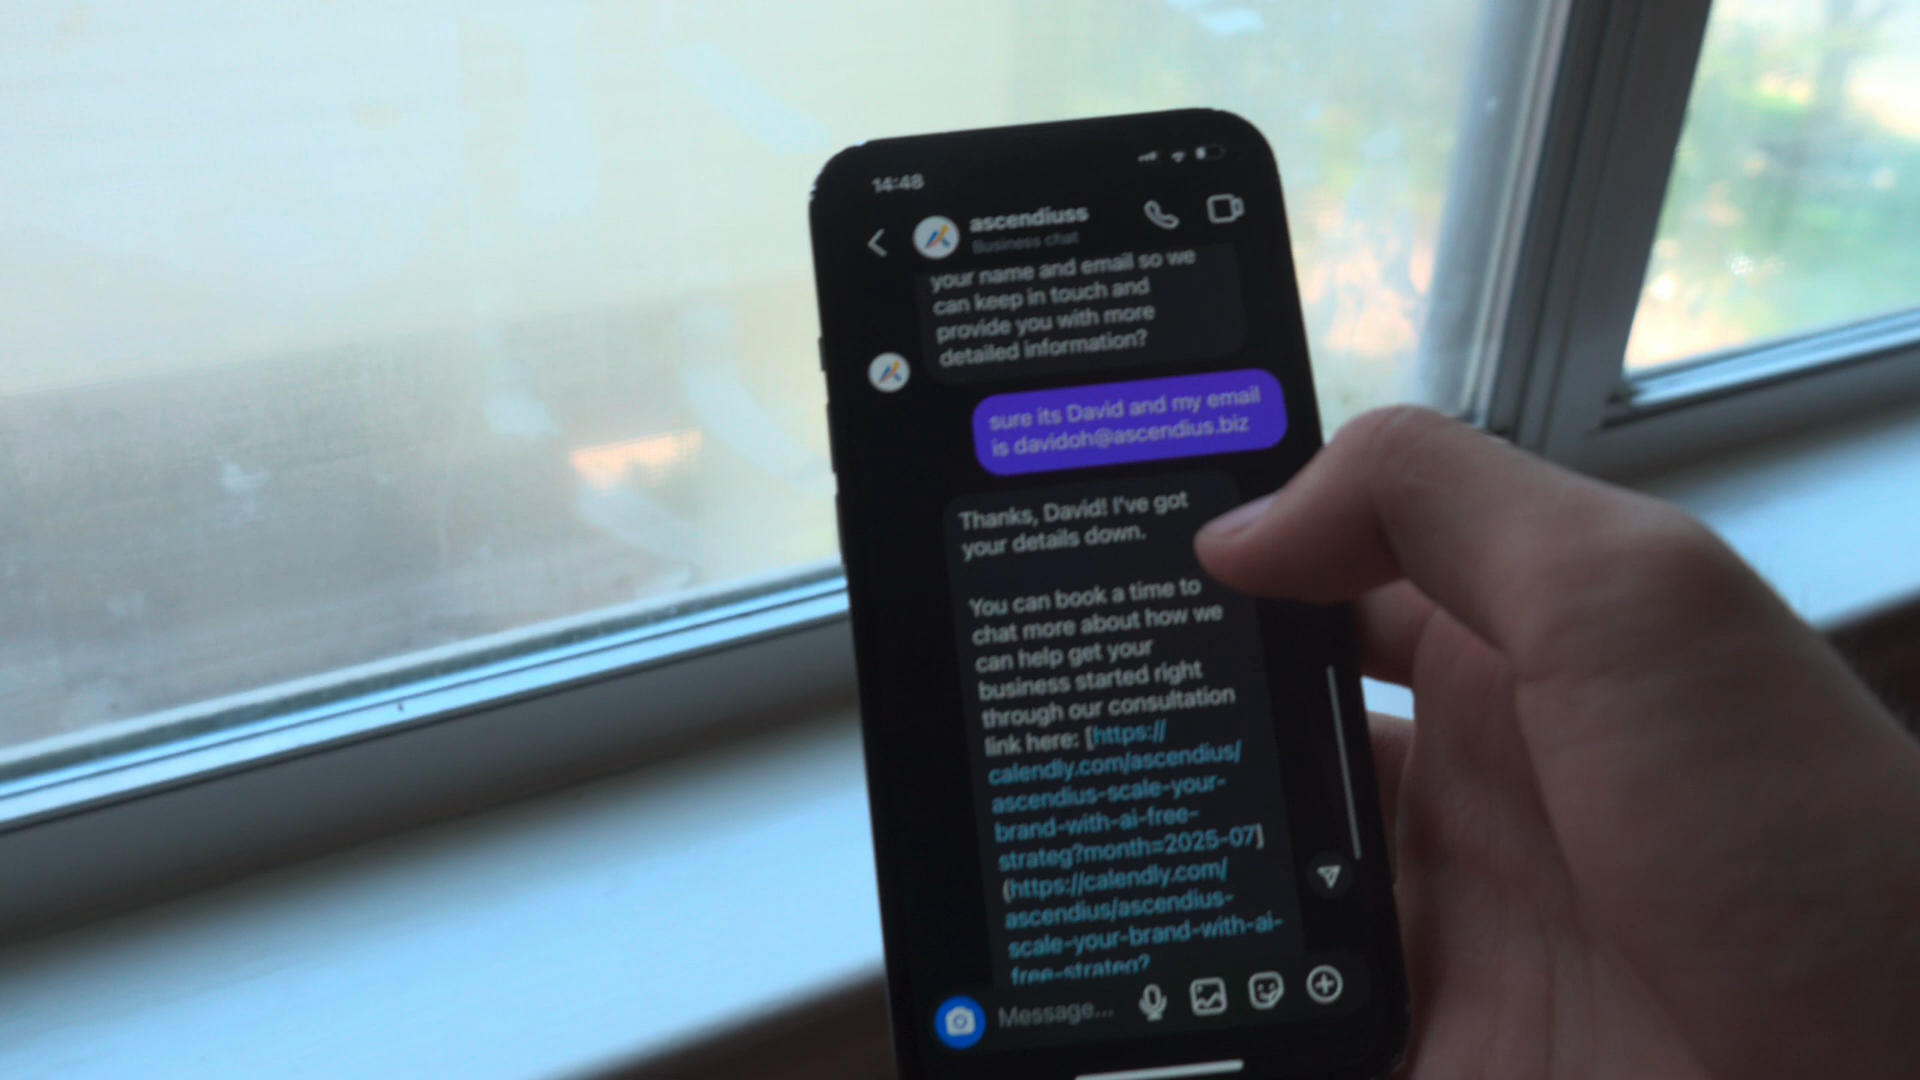 14:48
ascendiuss
Business chat
your name and email so we
can keep in touch and
provide you with more
detailed information?
sure its David and my email
is davidoh@ascendius.biz
Thanks, David! I've got
your details down.
You can book a time to
chat more about how we
can help get your
business started right
through our consultation
link here: [https://
calendly.com/ascendius/
ascendius-scale-your-
brand-with-ai-free-
strateg?month=2025-07]
(https://calendly.com/
ascendius/ascendius-
scale-your-brand-with-ai-
free-strateg?
Message...